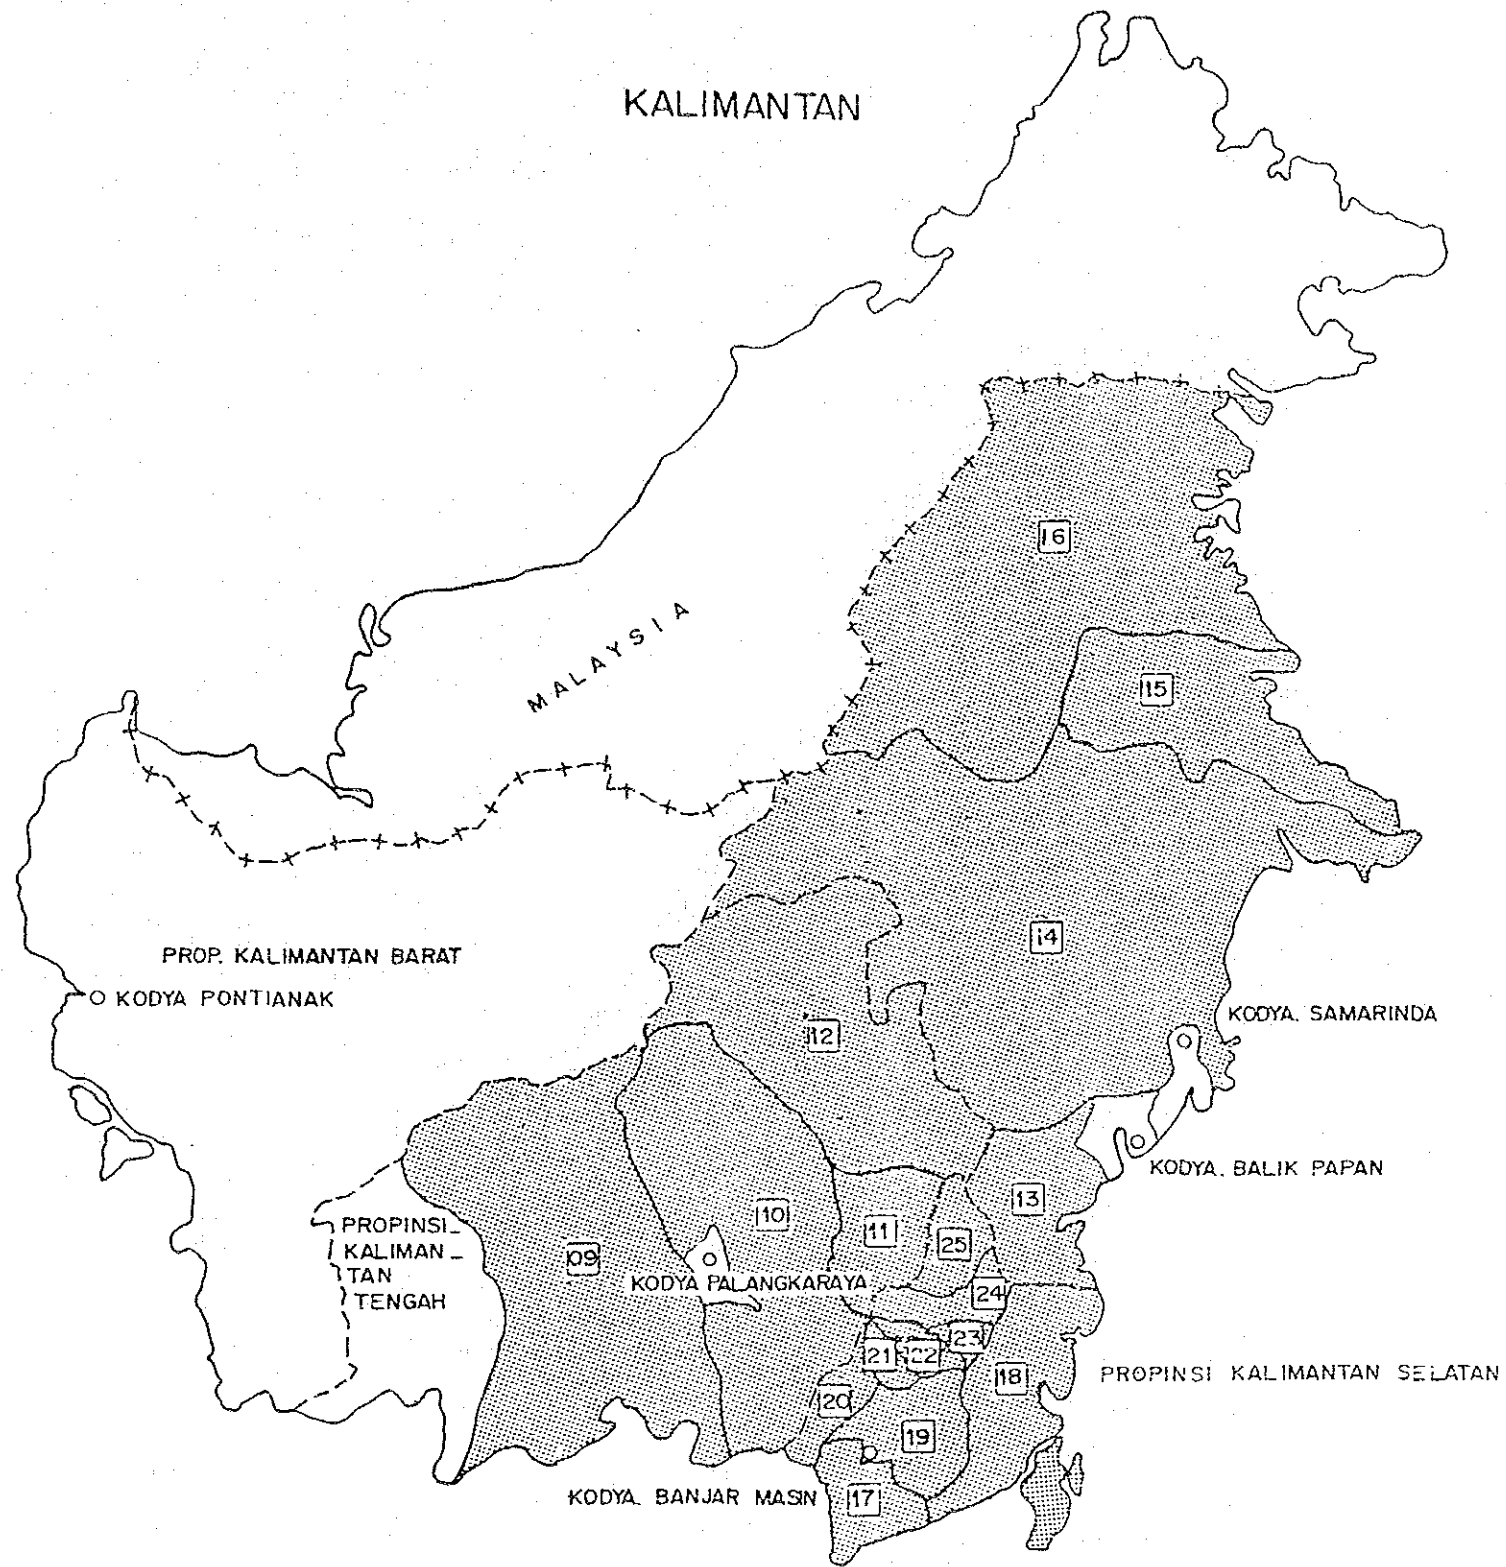 KALIMANTAN
16
MALAYSIA
15
PROP. KALIMANTAN BARAT
14
KODYA PONTIANAK
KODYA. SAMARINDA
12
KODYA. BALIK PAPAN
13
10
PROPINSI_
KALIMAN_
TAN
TENGAH
11
25
09
KODYA PALANGKARAYA
24
23
21
22
18
PROPINSI KALIMANTAN SELATAN
20
19
KODYA. BANJAR MASIN
17